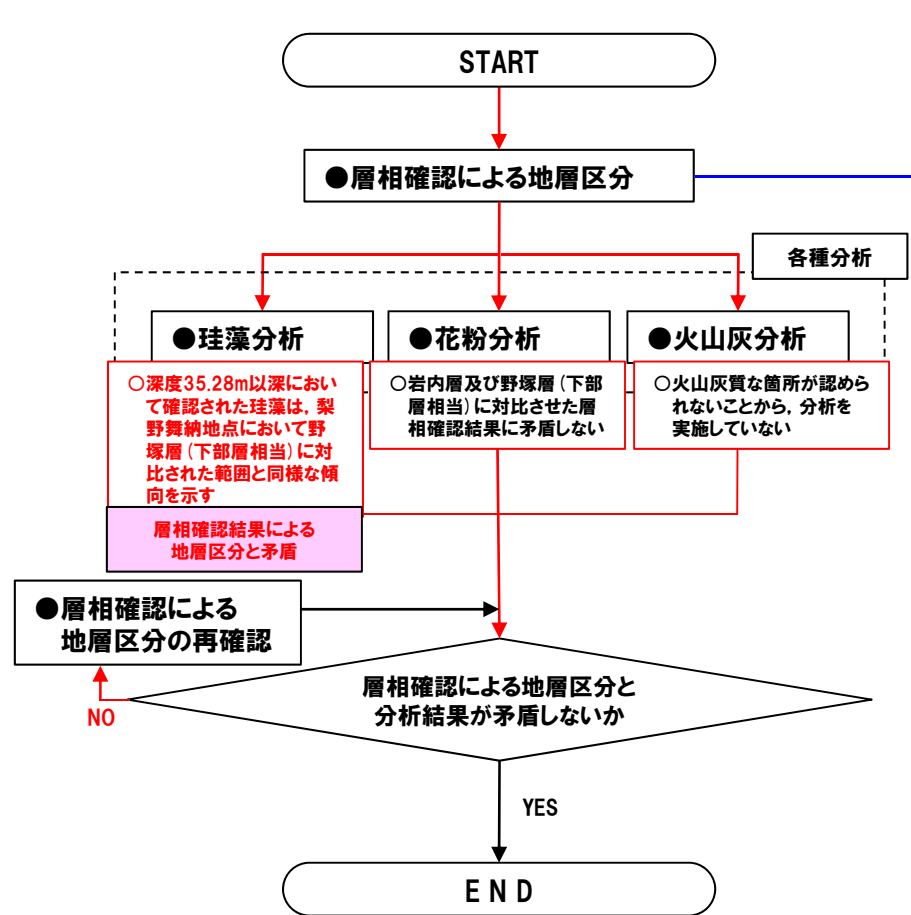 START
●層相確認による地層区分
各種分析
●珪藻分析
○深度35.28m以深におい
て確認された珪藻は，梨
野舞納地点において野
塚層（下部層相当）に対
比された範囲と同様な傾
向を示す
層相確認結果による
地層区分と矛盾
●花粉分析
○岩内層及び野塚層（下部
層相当）に対比させた層
相確認結果に矛盾しない
●火山灰分析
○火山灰質な箇所が認めら
れないことから，分析を
実施していない
●層相確認による
地層区分の再確認
層相確認による地層区分と
分析結果が矛盾しないか
NO
YES
END